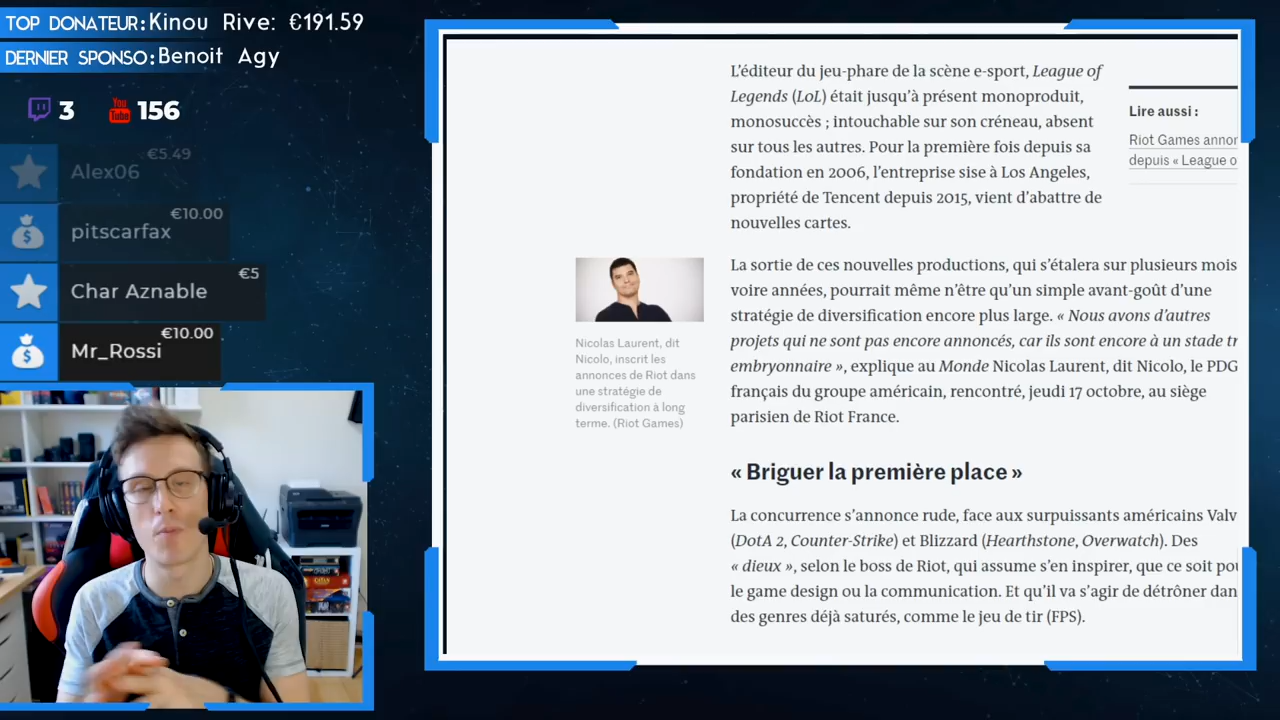 TOP DONATEUR: Kinou Rive: €191.59
DERNIER SPONSO: Benoit Agy
3
You Tube 156
€5.49
Alex06
€10.00
pitscarfax
€5
Char Aznable
€10.00
Mr_Rossi
L'éditeur du jeu-phare de la scène e-sport, League of
Legends (LoL) était jusqu'à présent monoproduit,
monosuccès ; intouchable sur son créneau, absent
sur tous les autres. Pour la première fois depuis sa
fondation en 2006, l'entreprise sise à Los Angeles,
propriété de Tencent depuis 2015, vient d'abattre de
nouvelles cartes.
Lire aussi :
Riot Games annor
depuis « League o
Nicolas Laurent, dit
Nicolo, inscrit les
annonces de Riot dans
une stratégie de
diversification à long
terme. (Riot Games)
La sortie de ces nouvelles productions, qui s'étalera sur plusieurs mois
voire années, pourrait même n'être qu'un simple avant-goût d'une
stratégie de diversification encore plus large. « Nous avons d'autres
projets qui ne sont pas encore annoncés, car ils sont encore à un stade tr
embryonnaire », explique au Monde Nicolas Laurent, dit Nicolo, le PDG
français du groupe américain, rencontré, jeudi 17 octobre, au siège
parisien de Riot France.
« Briguer la première place »
La concurrence s'annonce rude, face aux surpuissants américains Valv
(DotA 2, Counter-Strike) et Blizzard (Hearthstone, Overwatch). Des
« dieux », selon le boss de Riot, qui assume s'en inspirer, que ce soit pou
le game design ou la communication. Et qu'il va s'agir de détrôner dan
des genres déjà saturés, comme le jeu de tir (FPS).